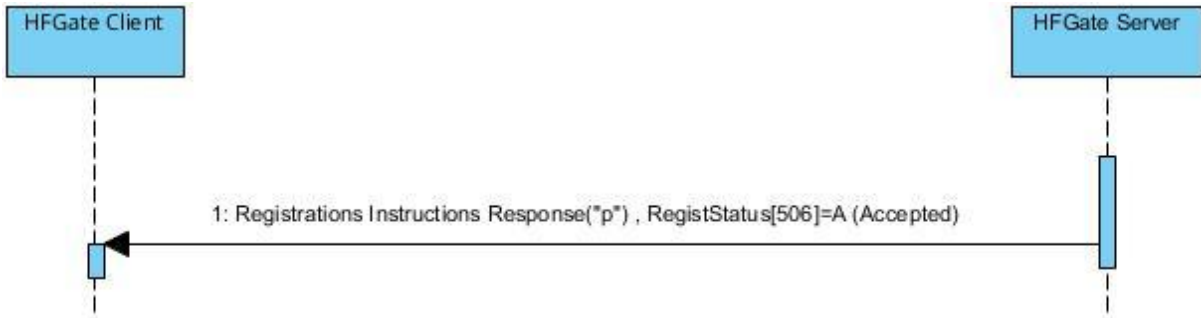 HFGate Client
HFGate Server
1: Registrations Instructions Response("p") , RegistStatus[506]=A (Accepted)